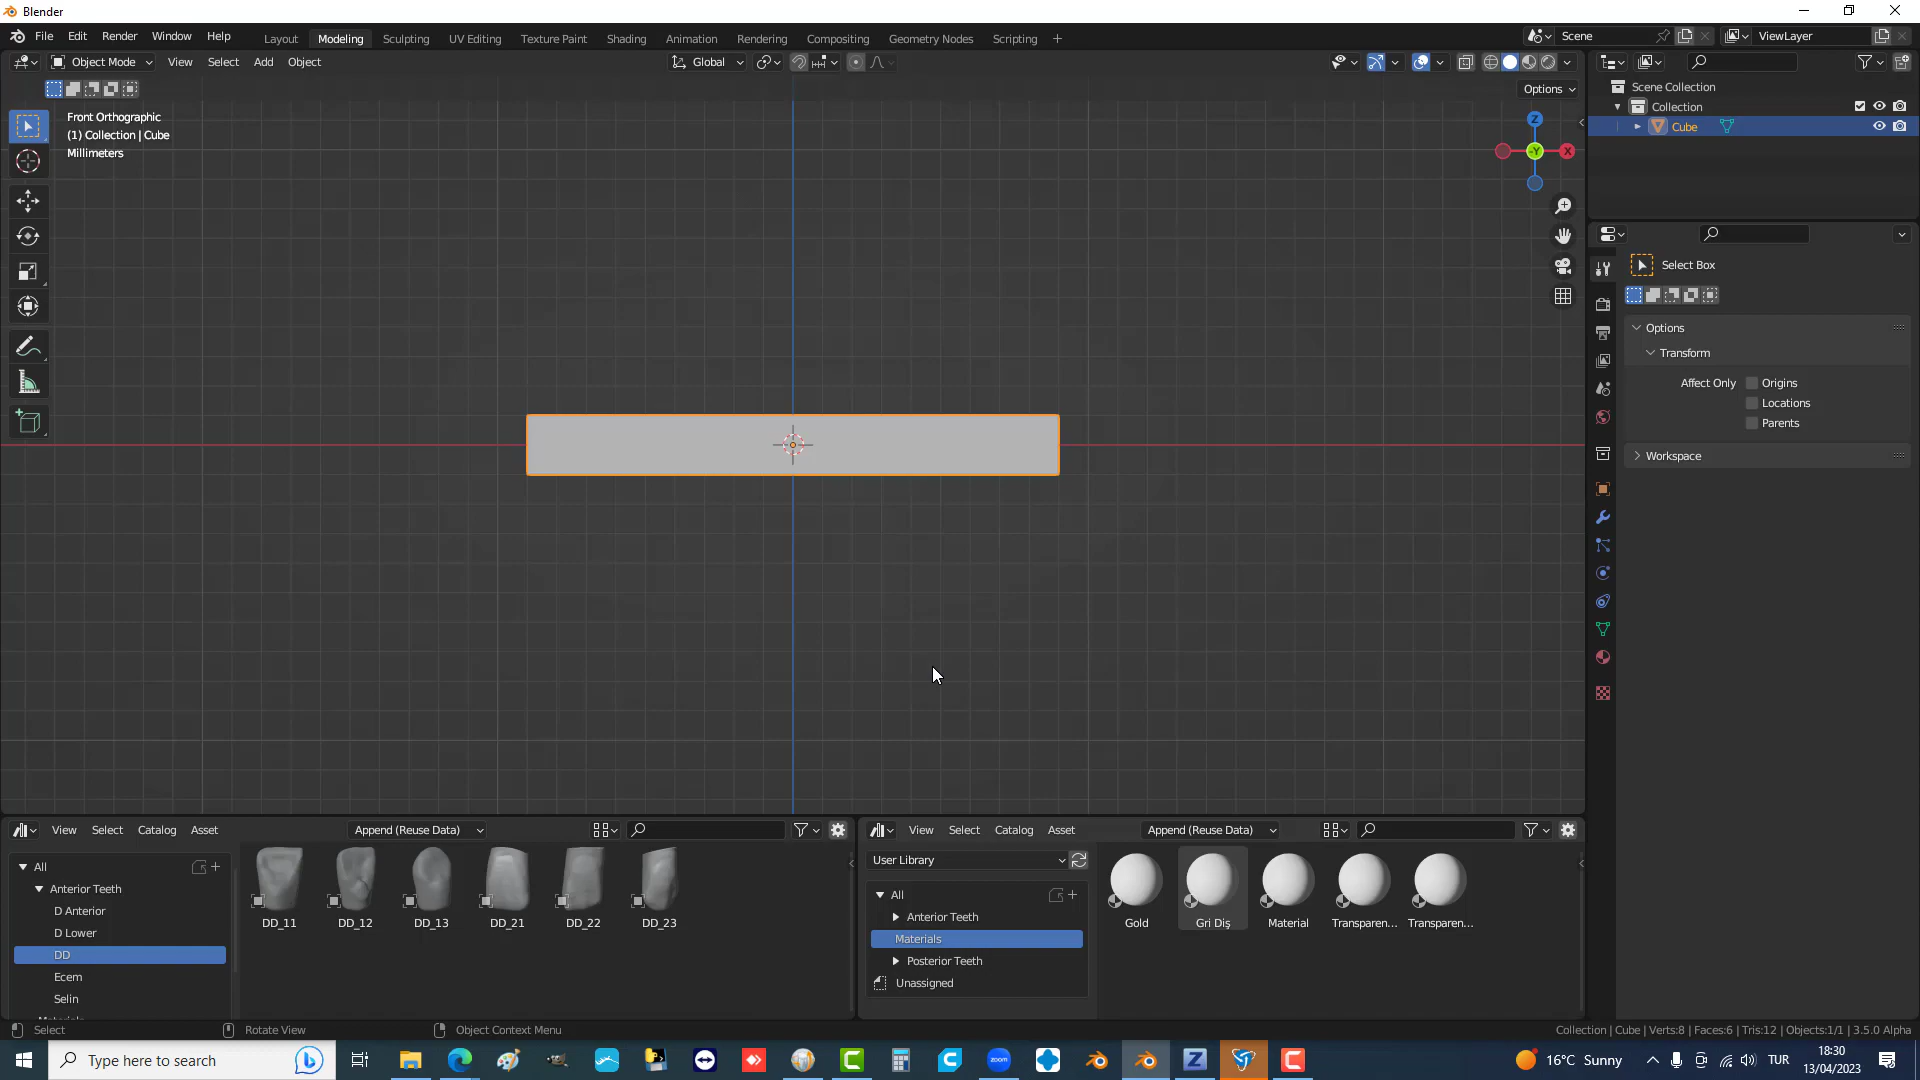 Blender
File Edit Render Window Help
Layout Modeling Sculpting UV Editing Texture Paint Shading Animation Rendering Compositing Geometry Nodes Scripting +
Scene
ViewLayer
Object Mode View Select Add Object
Global
Options
Front Orthographic
(1) Collection | Cube
Millimeters
Z
-Y
X
Scene Collection
Collection
Cube
Select Box
Options
Transform
Affect Only Origins
Locations
Parents
Workspace
View Select Catalog Asset
Append (Reuse Data)
All
Anterior Teeth
D Anterior
D Lower
DD
Ecem
Selin
DD_11 DD_12 DD_13 DD_21 DD_22 DD_23
View Select Catalog Asset
Append (Reuse Data)
User Library
All
Anterior Teeth
Materials
Posterior Teeth
Unassigned
Gold Gri Diş Material Transparen... Transparen...
Select Rotate View Object Context Menu
Collection | Cube | Verts:8 | Faces:6 | Tris:12 | Objects:1/1 | 3.5.0 Alpha
Type here to search
zoom
16°C Sunny
TUR
18:30
13/04/2023